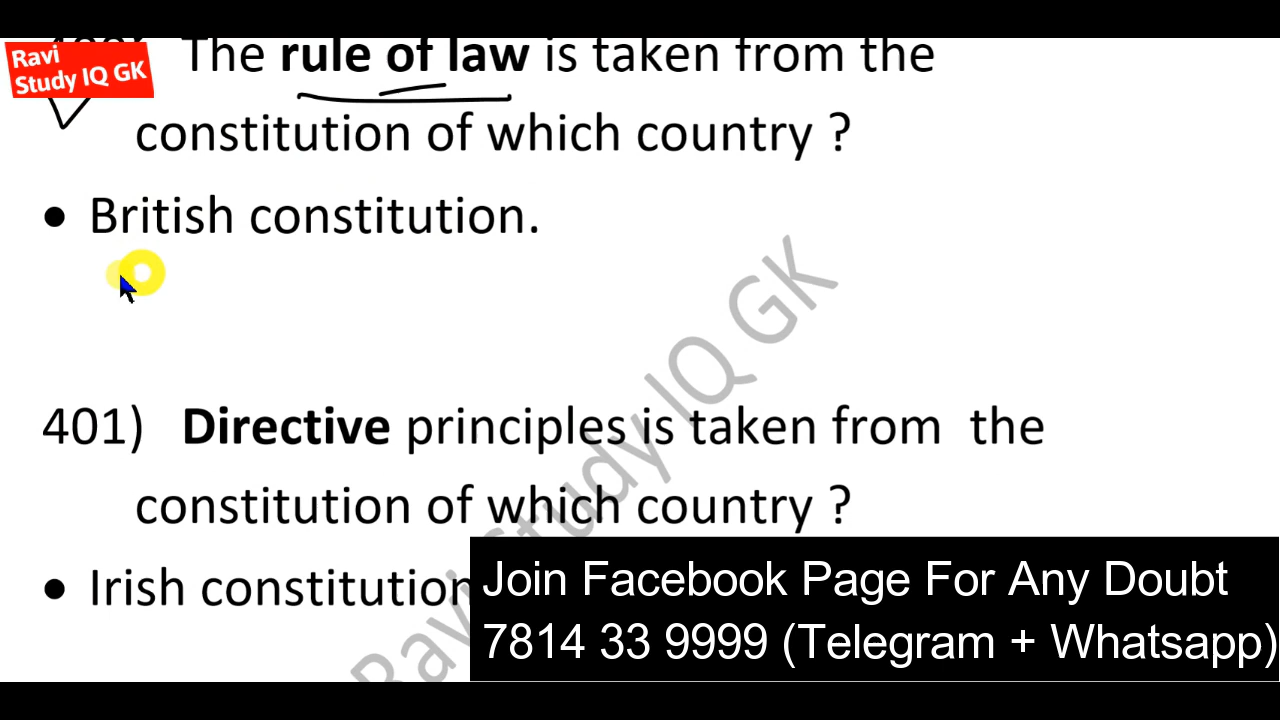 Ravi
Study IQ GK
The rule of law is taken from the
constitution of which country ?
• British constitution.
401) Directive principles is taken from the
constitution of which country ?
• Irish constitution
Ravi Study IQ GK
Join Facebook Page For Any Doubt
7814 33 9999 (Telegram + Whatsapp)